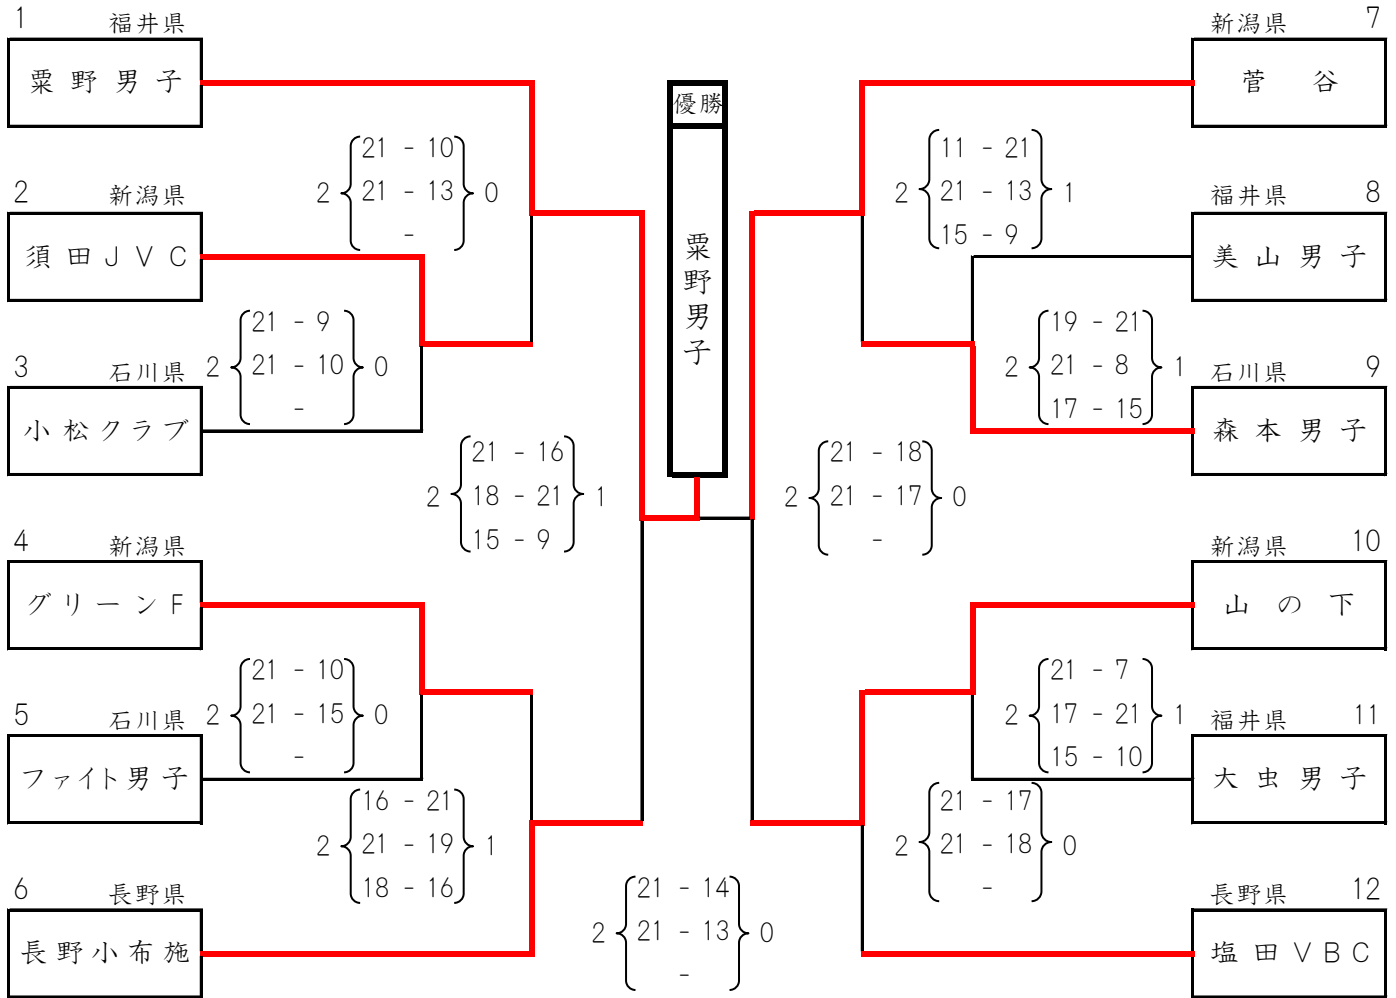 1 福井県
粟野男子
2 新潟県
須田JVC
3 石川県
小松クラブ
4 新潟県
グリーンF
5 石川県
ファイト男子
6 長野県
長野小布施
21 - 10
2 21 - 13 0
-
21 - 9
2 21 - 10 0
-
21 - 16
2 18 - 21 1
15 - 9
21 - 10
2 21 - 15 0
-
16 - 21
2 21 - 19 1
18 - 16
優勝
粟野男子
21 - 14
2 21 - 13 0
-
11 - 21
2 21 - 13 1
15 - 9
19 - 21
2 21 - 8 1
17 - 15
21 - 18
2 21 - 17 0
-
21 - 7
2 17 - 21 1
15 - 10
21 - 17
2 21 - 18 0
-
新潟県 7
菅谷
福井県 8
美山男子
石川県 9
森本男子
新潟県 10
山の下
福井県 11
大虫男子
長野県 12
塩田VBC